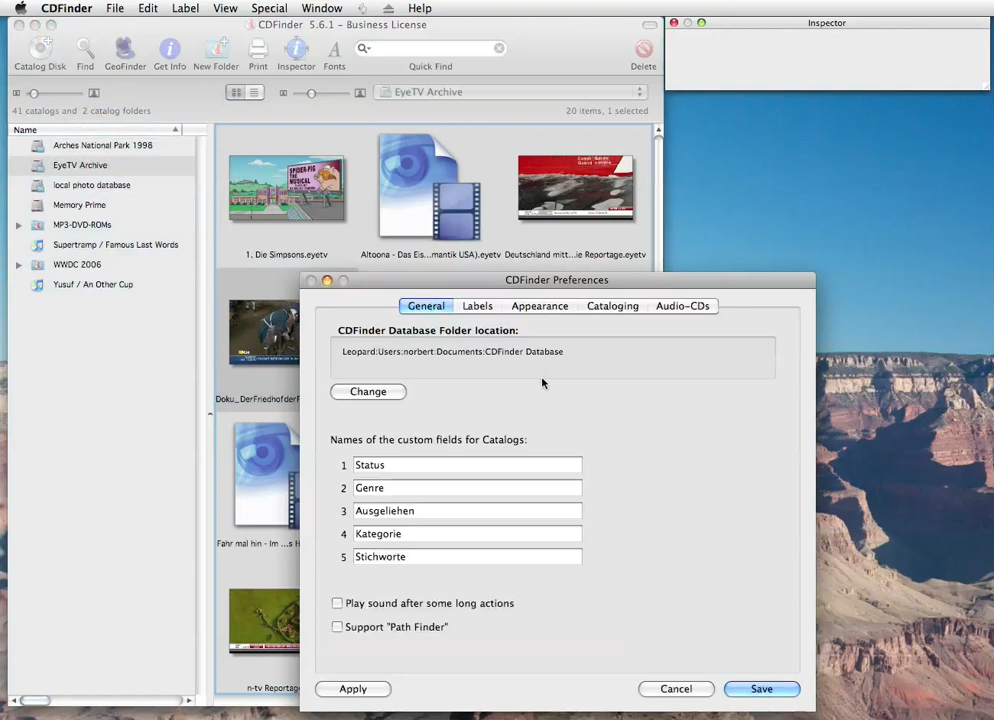 CDFinder File Edit Label View Special Window Help
CDFinder 5.6.1 - Business License
Inspector
Catalog Disk Find GeoFinder Get Info New Folder Print Inspector Fonts Quick Find Delete
EyeTV Archive
41 catalogs and 2 catalog folders
20 items, 1 selected
Name
Arches National Park 1998
EyeTV Archive
local photo database
Memory Prime
MP3-DVD-ROMs
Supertramp / Famous Last Words
WWDC 2006
Yusuf / An Other Cup
SPIDER-PIG
THE
MUSICAL
1. Die Simpsons.eyetv
Altoona - Das Eis...mantik USA).eyetv
Deutschland mitt...ie Reportage.eyetv
Doku_DerFriedhofderF
Fahr mal hin - Im ...s H
n-tv Reportag
CDFinder Preferences
General Labels Appearance Cataloging Audio-CDs
CDFinder Database Folder location:
Leopard:Users:norbert:Documents:CDFinder Database
Change
Names of the custom fields for Catalogs:
1 Status
2 Genre
3 Ausgeliehen
4 Kategorie
5 Stichworte
Play sound after some long actions
Support "Path Finder"
Apply
Cancel
Save